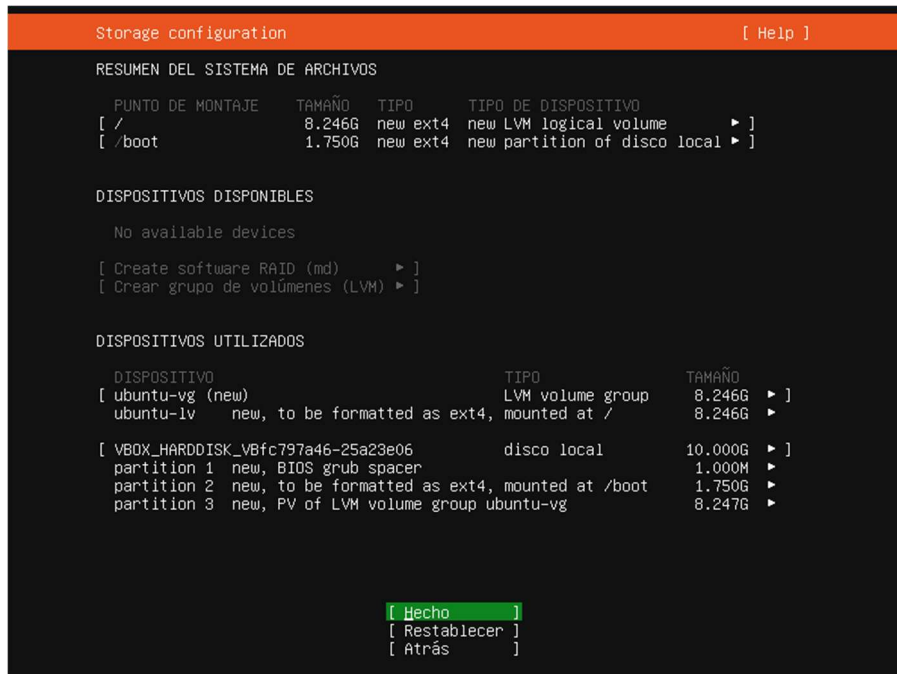 Storage configuration [ Help ]
RESUMEN DEL SISTEMA DE ARCHIVOS
PUNTO DE MONTAJE TAMAÑO TIPO TIPO DE DISPOSITIVO
[ / 8.246G new ext4 new LVM logical volume ▸ ]
[ /boot 1.750G new ext4 new partition of disco local ▸ ]
DISPOSITIVOS DISPONIBLES
No available devices
[ Create software RAID (md) ▸ ]
[ Crear grupo de volúmenes (LVM) ▸ ]
DISPOSITIVOS UTILIZADOS
DISPOSITIVO TIPO TAMAÑO
[ ubuntu-vg (new) LVM volume group 8.246G ▸ ]
ubuntu-lv new, to be formatted as ext4, mounted at / 8.246G ▸
[ VBOX_HARDDISK_VBfc797a46-25a23e06 disco local 10.000G ▸ ]
partition 1 new, BIOS grub spacer 1.000M ▸
partition 2 new, to be formatted as ext4, mounted at /boot 1.750G ▸
partition 3 new, PV of LVM volume group ubuntu-vg 8.247G ▸
[ Hecho ]
[ Restablecer ]
[ Atrás ]